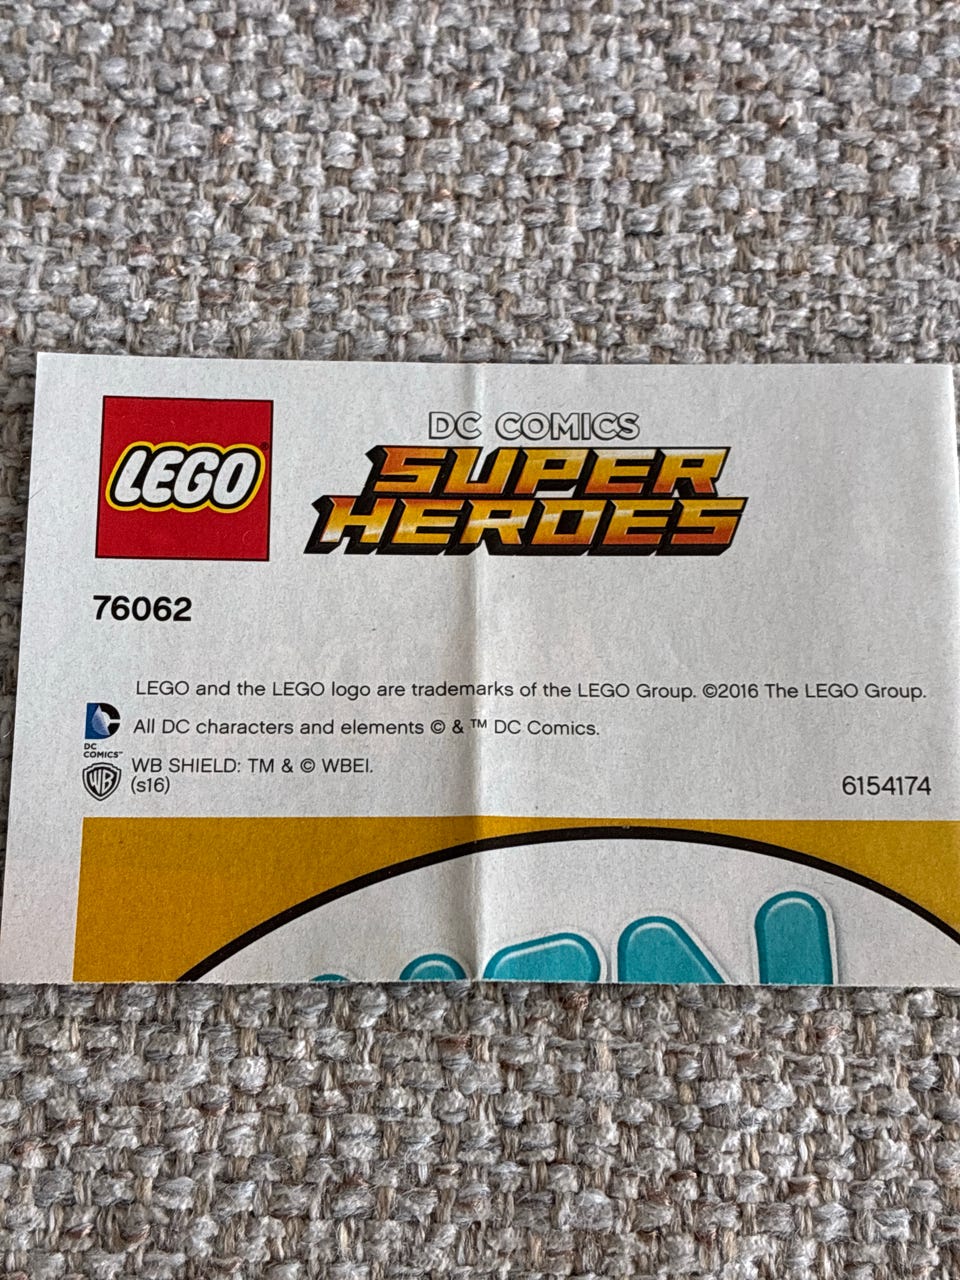 LEGO®
DC COMICS
SUPER
HEROES
76062
LEGO and the LEGO logo are trademarks of the LEGO Group. ©2016 The LEGO Group.
All DC characters and elements © & ™ DC Comics.
DC
COMICS™
WB SHIELD: TM & © WBEI.
(s16)
WB
6154174